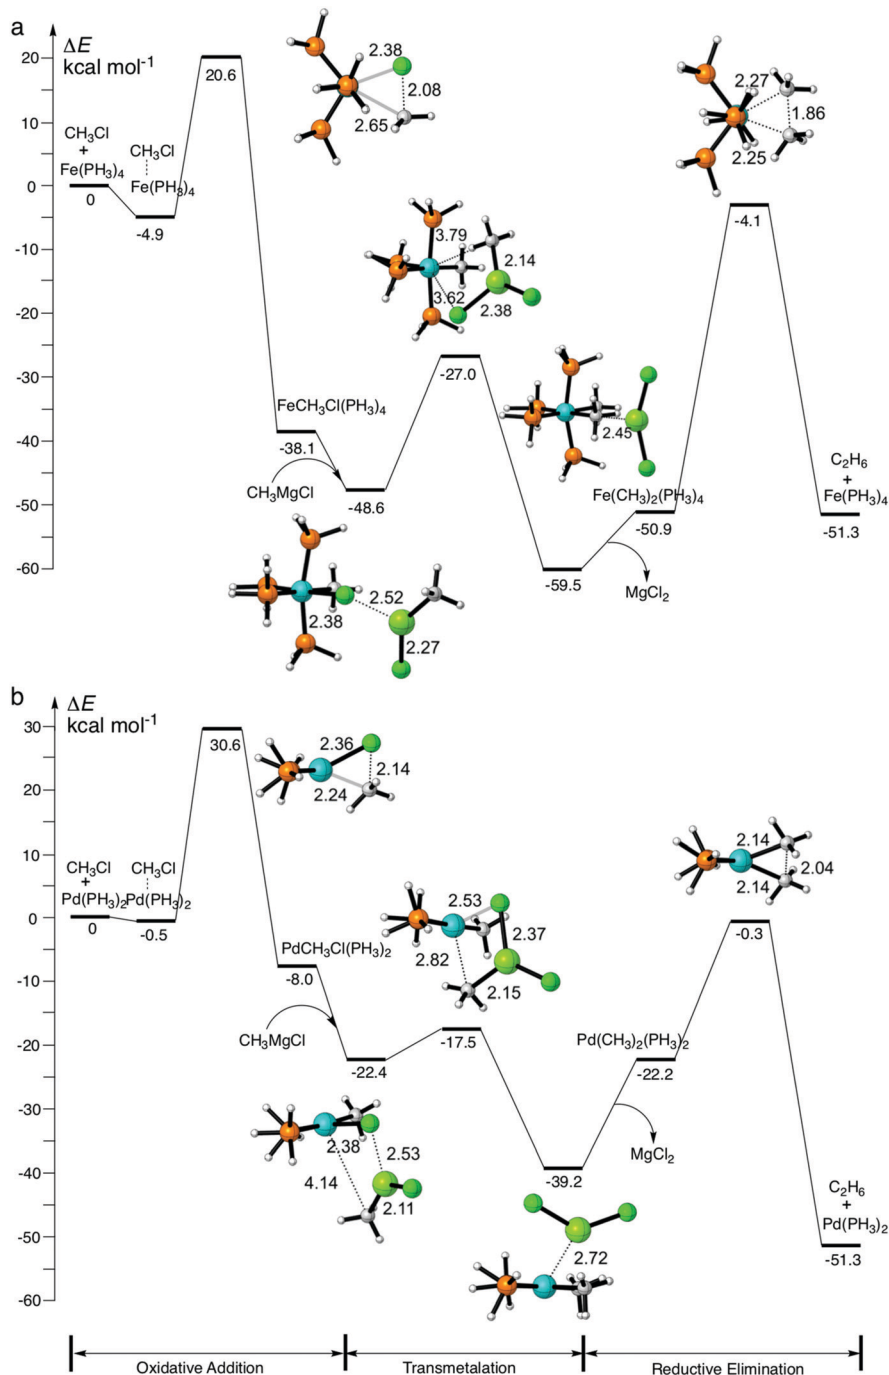 a
ΔE
kcal mol-1
20
10
0
-10
-20
-30
-40
-50
-60
CH3Cl
+
Fe(PH3)4
0
CH3Cl
Fe(PH3)4
-4.9
20.6
2.38
2.08
2.65
FeCH3Cl(PH3)4
-38.1
CH3MgCl
-48.6
2.38
2.52
2.27
3.79
2.14
3.62
2.38
-27.0
2.45
-59.5
Fe(CH3)2(PH3)4
-50.9
MgCl2
2.27
1.86
2.25
-4.1
C2H6
+
Fe(PH3)4
-51.3
b
ΔE
kcal mol-1
30
20
10
0
-10
-20
-30
-40
-50
-60
CH3Cl
+
Pd(PH3)2
0
CH3Cl
Pd(PH3)2
-0.5
30.6
2.36
2.14
2.24
PdCH3Cl(PH3)2
-8.0
CH3MgCl
-22.4
2.38
2.53
4.14
2.11
2.53
2.37
2.82
2.15
-17.5
-39.2
2.72
Pd(CH3)2(PH3)2
-22.2
MgCl2
2.14
2.04
2.14
-0.3
C2H6
+
Pd(PH3)2
-51.3
Oxidative Addition
Transmetalation
Reductive Elimination